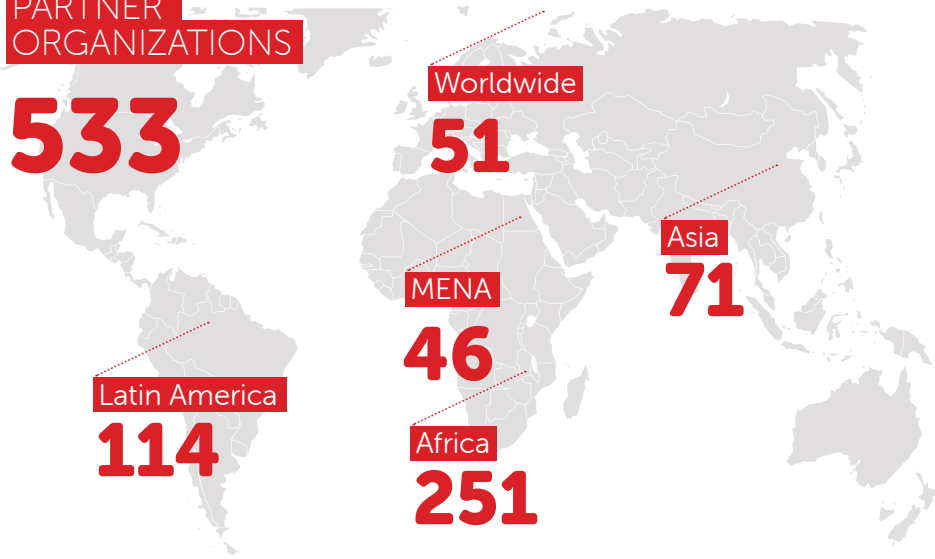 PARTNER
ORGANIZATIONS
533
Worldwide
51
Asia
71
MENA
46
Latin America
114
Africa
251